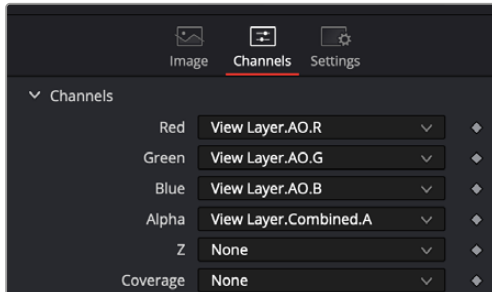 Image Channels Settings
Channels
Red View Layer.AO.R
Green View Layer.AO.G
Blue View Layer.AO.B
Alpha View Layer.Combined.A
Z None
Coverage None